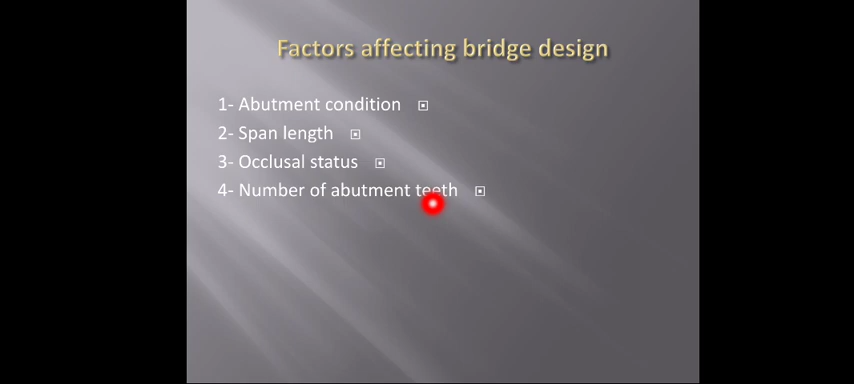 Factors affecting bridge design
1- Abutment condition
2- Span length
3- Occlusal status
4- Number of abutment teeth